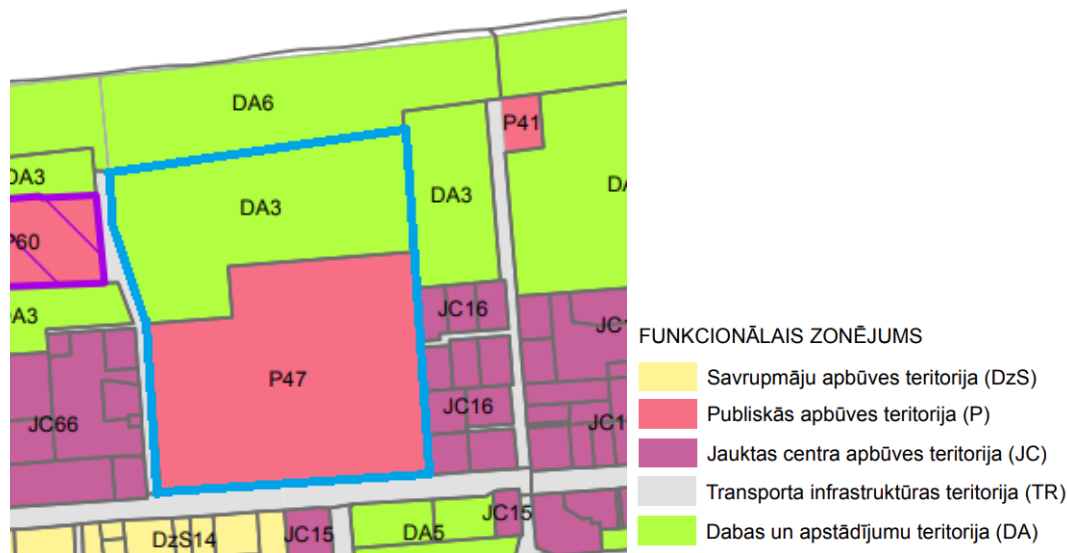 DA6
P41
DA3
DA3
DA3
P60
DA3
JC16
P47
JC16
JC66
DzS14
JC15
DA5
JC15
FUNKCIONĀLAIS ZONĒJUMS
Savrupmāju apbūves teritorija (DzS)
Publiskās apbūves teritorija (P)
Jauktas centra apbūves teritorija (JC)
Transporta infrastruktūras teritorija (TR)
Dabas un apstādījumu teritorija (DA)